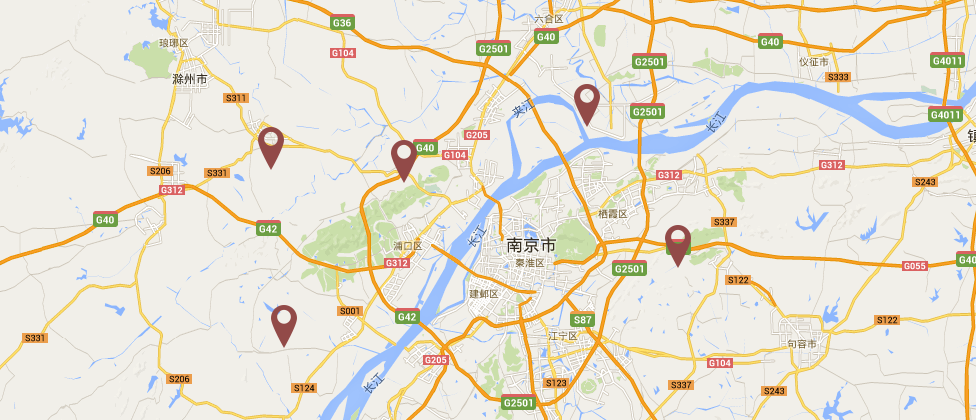 六合区
G36
G40
琅琊区
G2501
G40
G104
G2501
仪征市
G4011
滁州市
S333
S311
夹江
G2501
长江
G4011
G205
镇
G40
G104
S206
S331
G312
G312
S243
G312
栖霞区
G40
G42
S337
长江
浦口区
南京市
秦淮区
G312
G2501
G055
G40
S122
建邺区
S001
G42
S87
S122
S331
江宁区
句容市
G205
G104
S206
长江
S124
S123
S337
S243
G2501